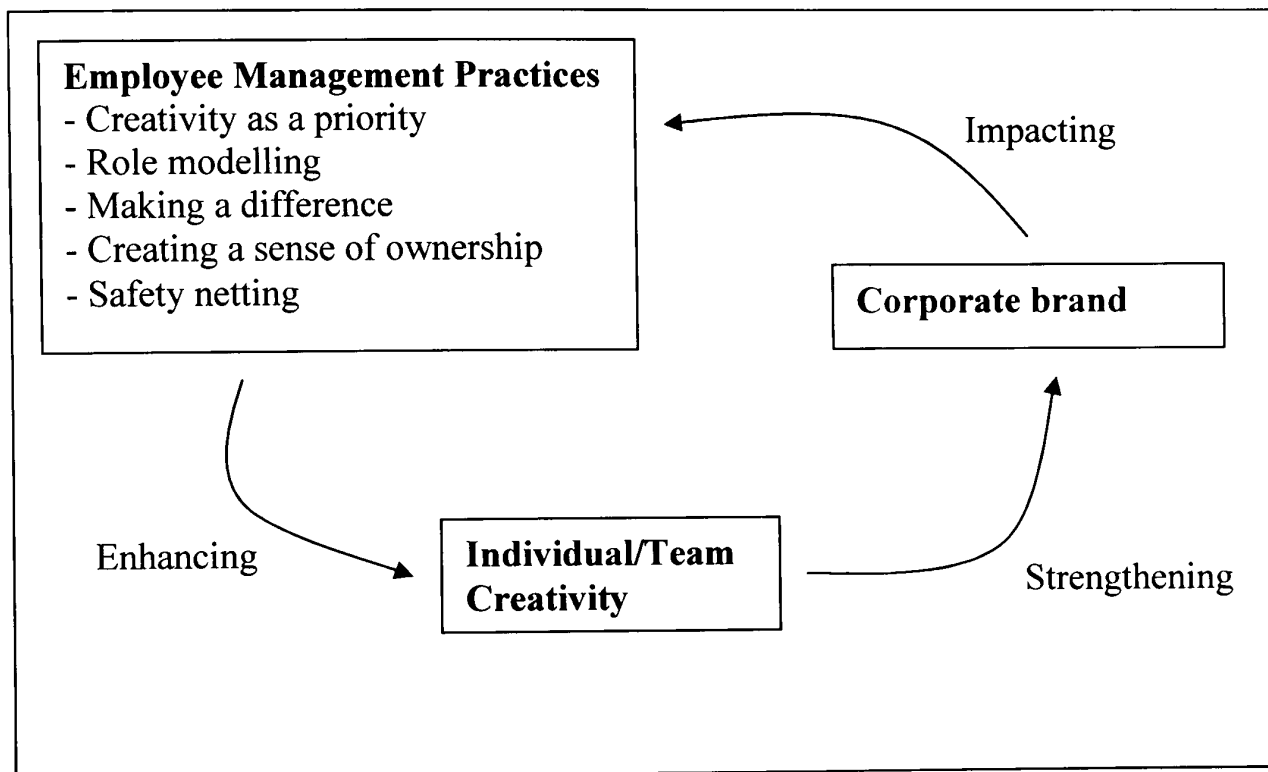 Employee Management Practices
- Creativity as a priority
- Role modelling
- Making a difference
- Creating a sense of ownership
- Safety netting
Impacting
Corporate brand
Enhancing
Individual/Team
Creativity
Strengthening